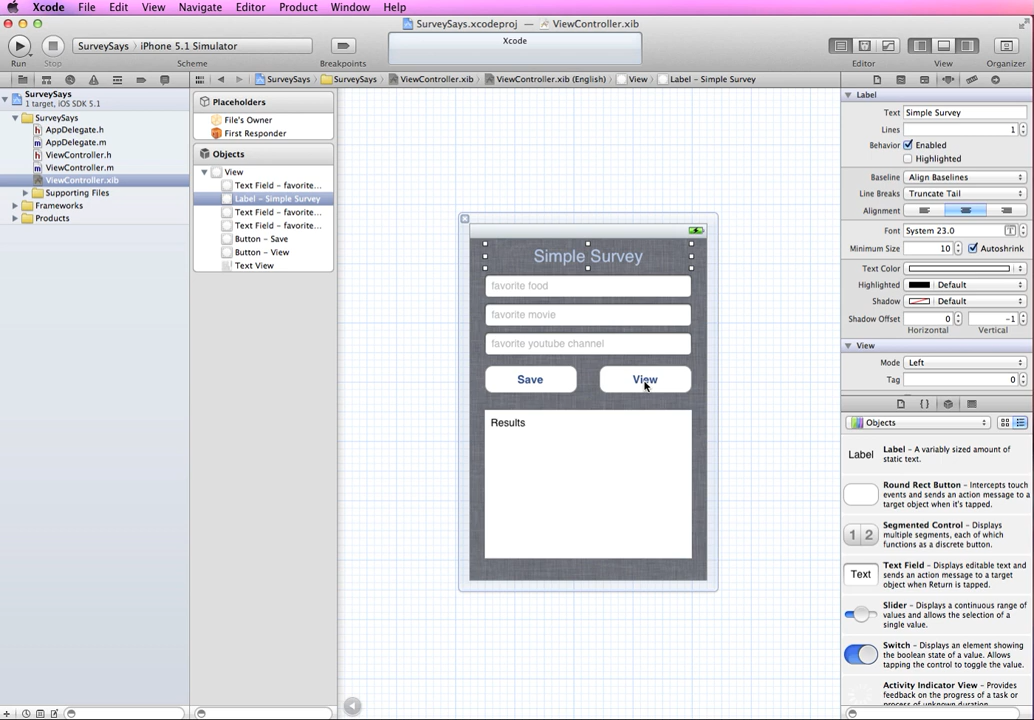 Xcode File Edit View Navigate Editor Product Window Help
SurveySays.xcodeproj — ViewController.xib
Run Stop SurveySays iPhone 5.1 Simulator
Xcode
Scheme Breakpoints Editor View Organizer
SurveySays SurveySays ViewController.xib ViewController.xib (English) View Label – Simple Survey
SurveySays
1 target, iOS SDK 5.1
SurveySays
AppDelegate.h
AppDelegate.m
ViewController.h
ViewController.m
ViewController.xib
Supporting Files
Frameworks
Products
Placeholders
File's Owner
First Responder
Objects
View
Text Field – favorite...
Label – Simple Survey
Text Field – favorite...
Text Field – favorite...
Button – Save
Button – View
Text View
Simple Survey
favorite food
favorite movie
favorite youtube channel
Save View
Results
Label
Text Simple Survey
Lines 1
Behavior Enabled
Highlighted
Baseline Align Baselines
Line Breaks Truncate Tail
Alignment
Font System 23.0
Minimum Size 10 Autoshrink
Text Color
Highlighted Default
Shadow Default
Shadow Offset 0 −1
Horizontal Vertical
View
Mode Left
Tag 0
Objects
Label Label – A variably sized amount of
static text.
Round Rect Button – Intercepts touch
events and sends an action message to a
target object when it's tapped.
1 2 Segmented Control – Displays
multiple segments, each of which
functions as a discrete button.
Text Text Field – Displays editable text and
sends an action message to a target
object when Return is tapped.
Slider – Displays a continuous range of
values and allows the selection of a
single value.
Switch – Displays an element showing
the boolean state of a value. Allows
tapping the control to toggle the value.
Activity Indicator View – Provides
feedback on the progress of a task or
process of unknown duration.